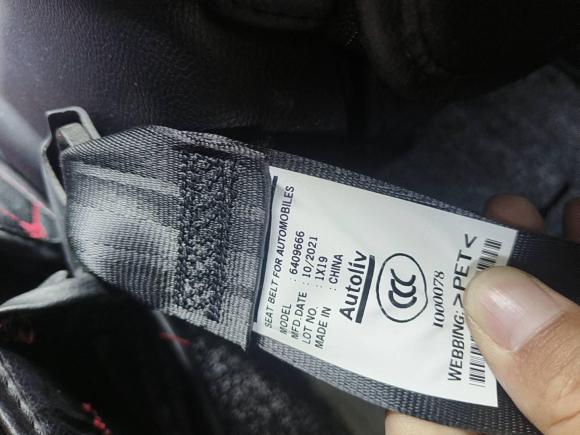 SEAT BELT FOR AUTOMOBILES
MODEL : 6409666
MFD.DATE : 10/2021
LOT NO. : 1X19
MADE IN : CHINA
Autoliv
CCC
1000078
WEBBING: >PET<